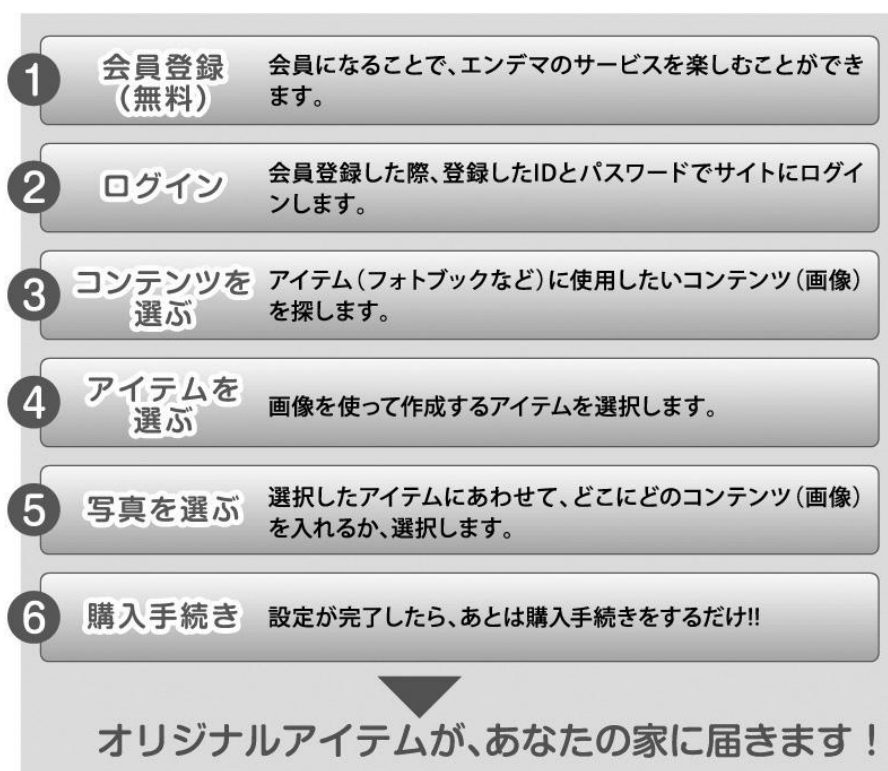 1
会員登録
(無料)
会員になることで、エンデマのサービスを楽しむことができ
ます。
2
ログイン
会員登録した際、登録したIDとパスワードでサイトにログイ
ンします。
3
コンテンツを
選ぶ
アイテム(フォトブックなど)に使用したいコンテンツ(画像)
を探します。
4
アイテムを
選ぶ
画像を使って作成するアイテムを選択します。
5
写真を選ぶ
選択したアイテムにあわせて、どこにどのコンテンツ(画像)
を入れるか、選択します。
6
購入手続き
設定が完了したら、あとは購入手続きをするだけ!!
オリジナルアイテムが、あなたの家に届きます!